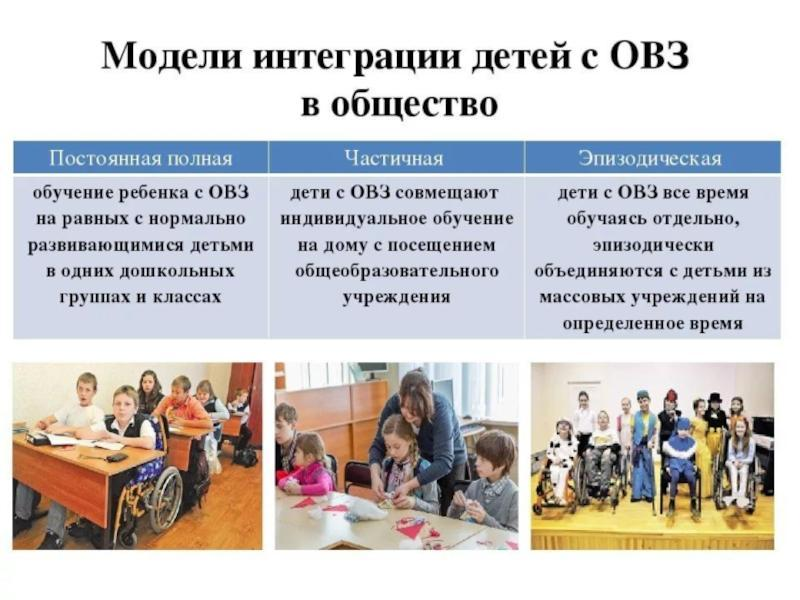 Модели интеграции детей с ОВЗ
в общество
Постоянная полная
обучение ребенка с ОВЗ
на равных с нормально
развивающимися детьми
в одних дошкольных
группах и классах
Частичная
дети с ОВЗ совмещают
индивидуальное обучение
на дому с посещением
общеобразовательного
учреждения
Эпизодическая
дети с ОВЗ все время
обучаясь отдельно,
эпизодически
объединяются с детьми из
массовых учреждений на
определенное время